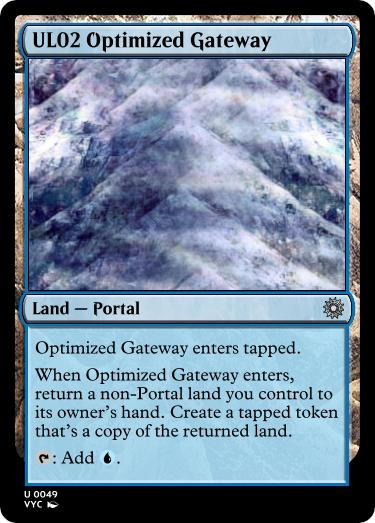 UL02 Optimized Gateway
Land — Portal
Optimized Gateway enters tapped.
When Optimized Gateway enters,
return a non-Portal land you control to
its owner's hand. Create a tapped token
that's a copy of the returned land.
: Add .
U 0049
VYC